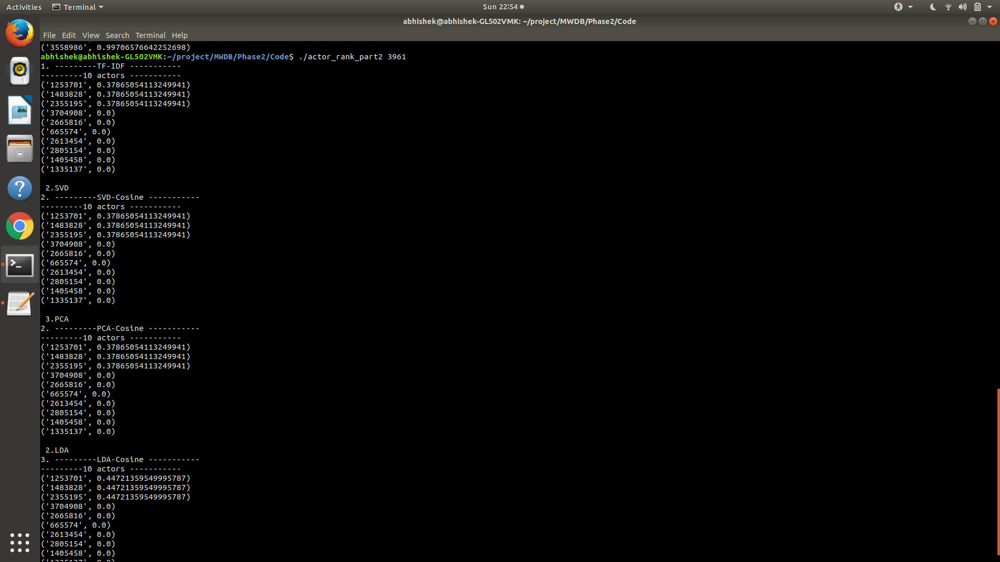 Activities Terminal Sun 22:54
abhishek@abhishek-GL502VMK: ~/project/MWDB/Phase2/Code
File Edit View Search Terminal Help
('3558986', 0.99706576642252698)
abhishek@abhishek-GL502VMK:~/project/MWDB/Phase2/Code$ ./actor_rank_part2 3961
1. ---------TF-IDF -----------
---------10 actors -----------
('1253701', 0.37865054113249941)
('1483828', 0.37865054113249941)
('2355195', 0.37865054113249941)
('3704908', 0.0)
('2665816', 0.0)
('665574', 0.0)
('2613454', 0.0)
('2805154', 0.0)
('1405458', 0.0)
('1335137', 0.0)
2.SVD
2. ---------SVD-Cosine -----------
---------10 actors -----------
('1253701', 0.37865054113249941)
('1483828', 0.37865054113249941)
('2355195', 0.37865054113249941)
('3704908', 0.0)
('2665816', 0.0)
('665574', 0.0)
('2613454', 0.0)
('2805154', 0.0)
('1405458', 0.0)
('1335137', 0.0)
3.PCA
2. ---------PCA-Cosine -----------
---------10 actors -----------
('1253701', 0.37865054113249941)
('1483828', 0.37865054113249941)
('2355195', 0.37865054113249941)
('3704908', 0.0)
('2665816', 0.0)
('665574', 0.0)
('2613454', 0.0)
('2805154', 0.0)
('1405458', 0.0)
('1335137', 0.0)
2.LDA
3. ---------LDA-Cosine -----------
---------10 actors -----------
('1253701', 0.44721359549995787)
('1483828', 0.44721359549995787)
('2355195', 0.44721359549995787)
('3704908', 0.0)
('2665816', 0.0)
('665574', 0.0)
('2613454', 0.0)
('2805154', 0.0)
('1405458', 0.0)